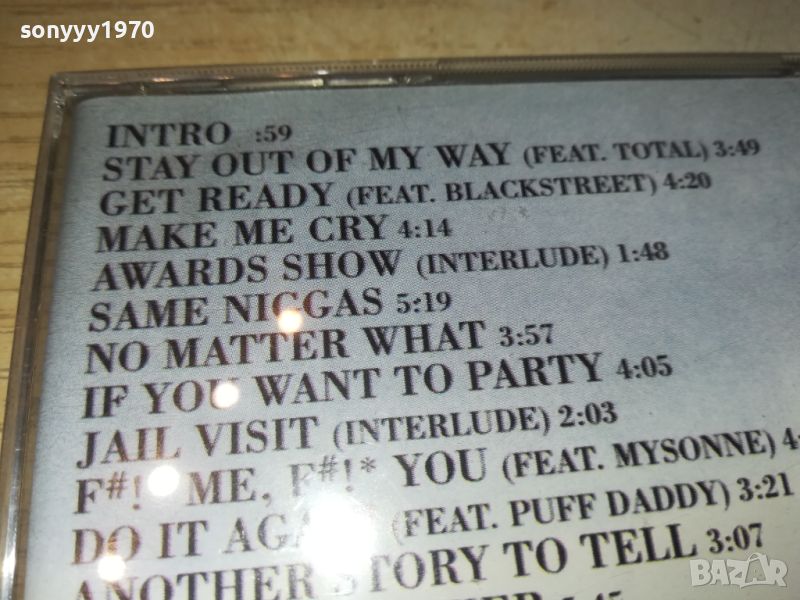 sonyyy1970
INTRO :59
STAY OUT OF MY WAY (FEAT. TOTAL) 3:49
GET READY (FEAT. BLACKSTREET) 4:20
MAKE ME CRY 4:14
AWARDS SHOW (INTERLUDE) 1:48
SAME NIGGAS 5:19
NO MATTER WHAT 3:57
IF YOU WANT TO PARTY 4:05
JAIL VISIT (INTERLUDE) 2:03
F#!* ME, F#!* YOU (FEAT. MYSONNE) 4:
DO IT AGAIN (FEAT. PUFF DADDY) 3:21
ANOTHER STORY TO TELL 3:07
BAZAR